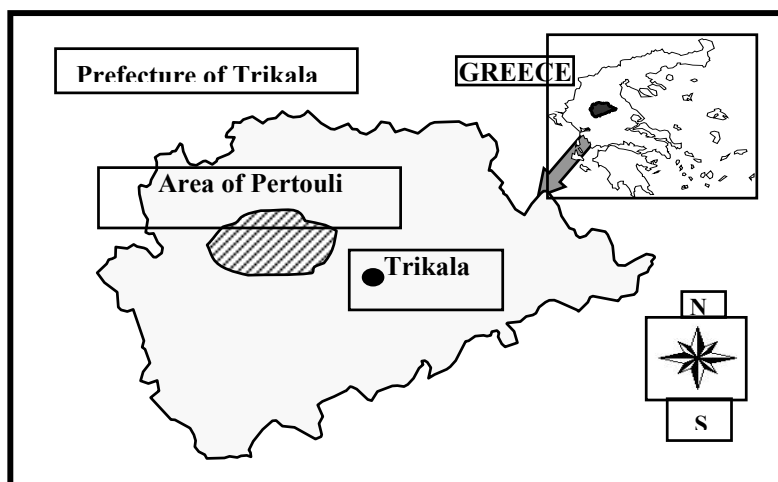 Prefecture of Trikala
GREECE
Area of Pertouli
Trikala
N
S